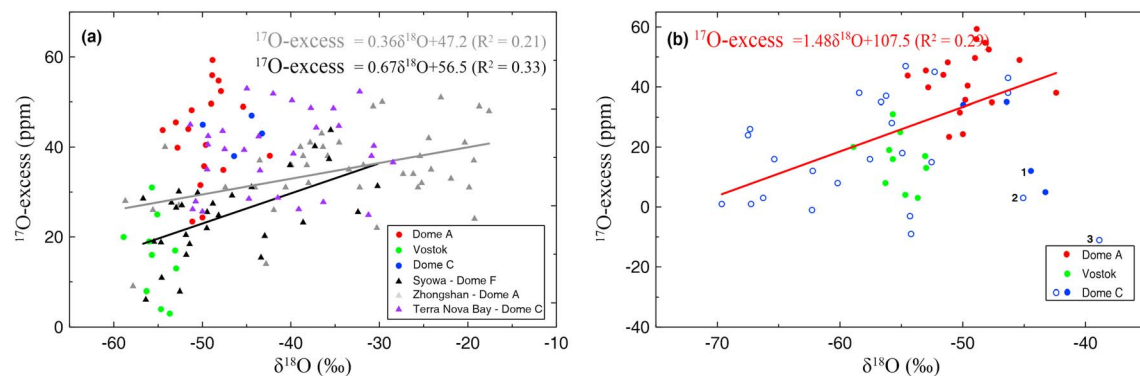 (a)
¹⁷O-excess = 0.36δ¹⁸O+47.2 (R² = 0.21)
¹⁷O-excess = 0.67δ¹⁸O+56.5 (R² = 0.33)
60
40
20
0
¹⁷O-excess (ppm)
Dome A
Vostok
Dome C
Syowa - Dome F
Zhongshan - Dome A
Terra Nova Bay - Dome C
-60 -50 -40 -30 -20 -10
δ¹⁸O (‰)
(b)
¹⁷O-excess =1.48δ¹⁸O+107.5 (R² = 0.29)
60
40
20
0
-20
-40
¹⁷O-excess (ppm)
1
2
3
Dome A
Vostok
Dome C
-70 -60 -50 -40
δ¹⁸O (‰)